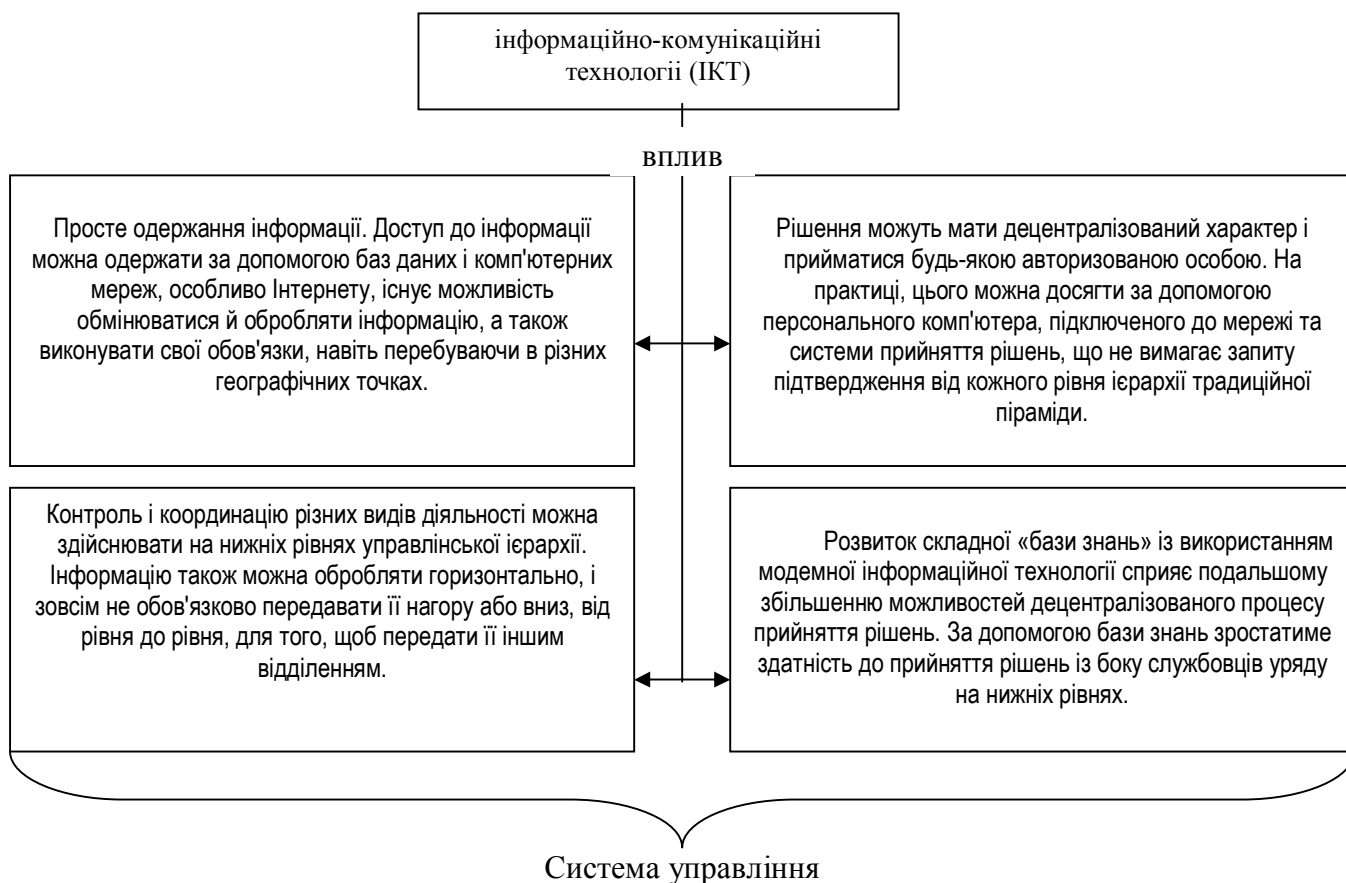 інформаційно-комунікаційні
технологіі (ІКТ)
вплив
Просте одержання інформації. Доступ до інформації
можна одержати за допомогою баз даних і комп'ютерних
мереж, особливо Інтернету, існує можливість
обмінюватися й обробляти інформацію, а також
виконувати свої обов'язки, навіть перебуваючи в різних
географічних точках.
Рішення можуть мати децентралізований характер і
прийматися будь-якою авторизованою особою. На
практиці, цього можна досягти за допомогою
персонального комп'ютера, підключеного до мережі та
системи прийняття рішень, що не вимагає запиту
підтвердження від кожного рівня ієрархії традиційної
піраміди.
Контроль і координацію різних видів діяльності можна
здійснювати на нижніх рівнях управлінської ієрархії.
Інформацію також можна обробляти горизонтально, і
зовсім не обов'язково передавати її нагору або вниз, від
рівня до рівня, для того, щоб передати її іншим
відділенням.
Розвиток складної «бази знань» із використанням
модемної інформаційної технології сприяє подальшому
збільшенню можливостей децентралізованого процесу
прийняття рішень. За допомогою бази знань зростатиме
здатність до прийняття рішень із боку службовців уряду
на нижніх рівнях.
Система управління